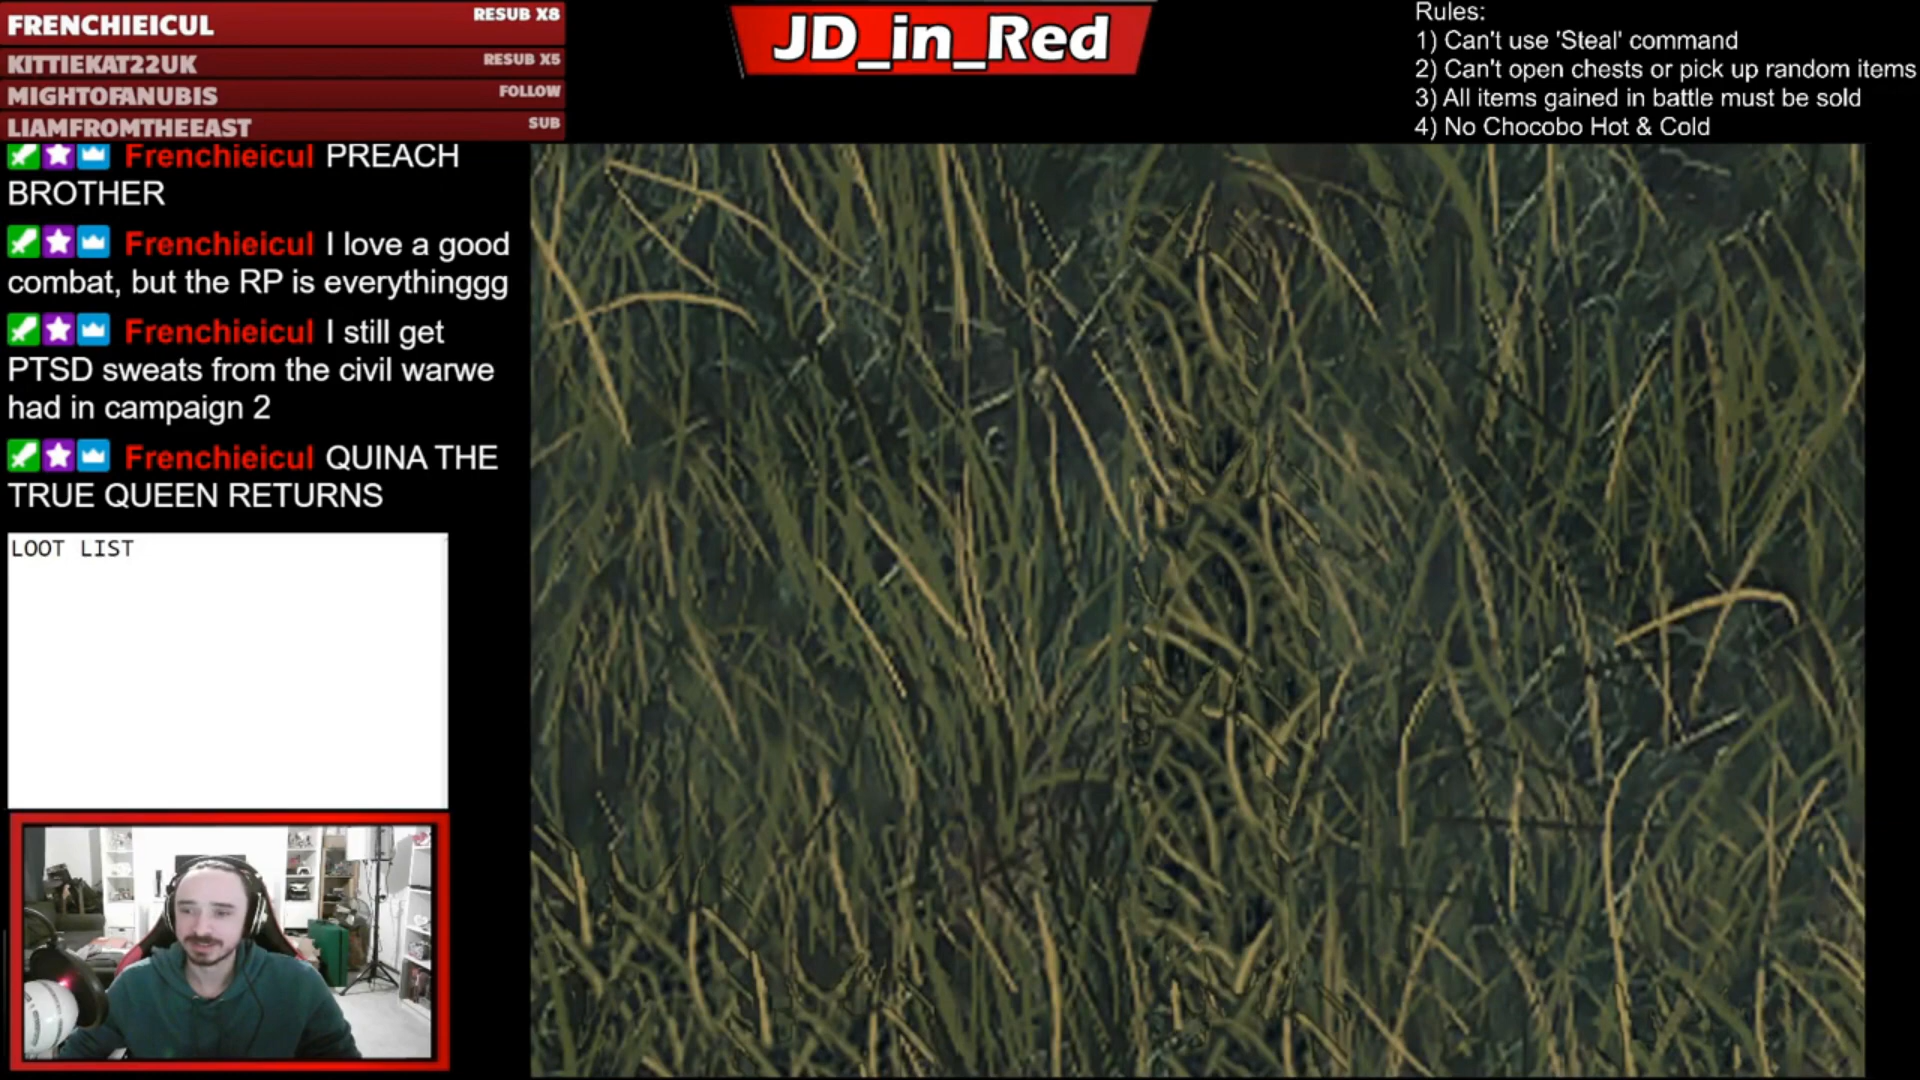 FRENCHIEICUL RESUB X8
KITTIEKAT22UK RESUB X5
MIGHTOFANUBIS FOLLOW
LIAMFROMTHEEAST SUB
JD_in_Red
Rules:
1) Can't use 'Steal' command
2) Can't open chests or pick up random items
3) All items gained in battle must be sold
4) No Chocobo Hot & Cold
Frenchieicul PREACH
BROTHER
Frenchieicul I love a good
combat, but the RP is everythinggg
Frenchieicul I still get
PTSD sweats from the civil warwe
had in campaign 2
Frenchieicul QUINA THE
TRUE QUEEN RETURNS
LOOT LIST